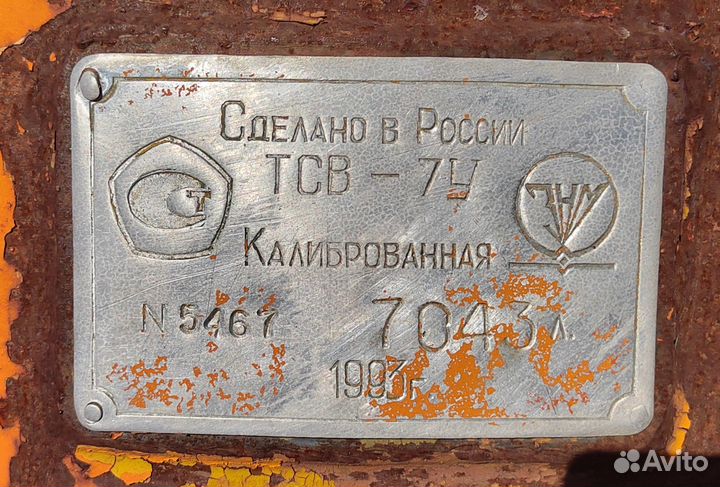 Сделано в России
ТСВ - 7У
Калиброванная
N 5467 7043 л.
1993г
Avito